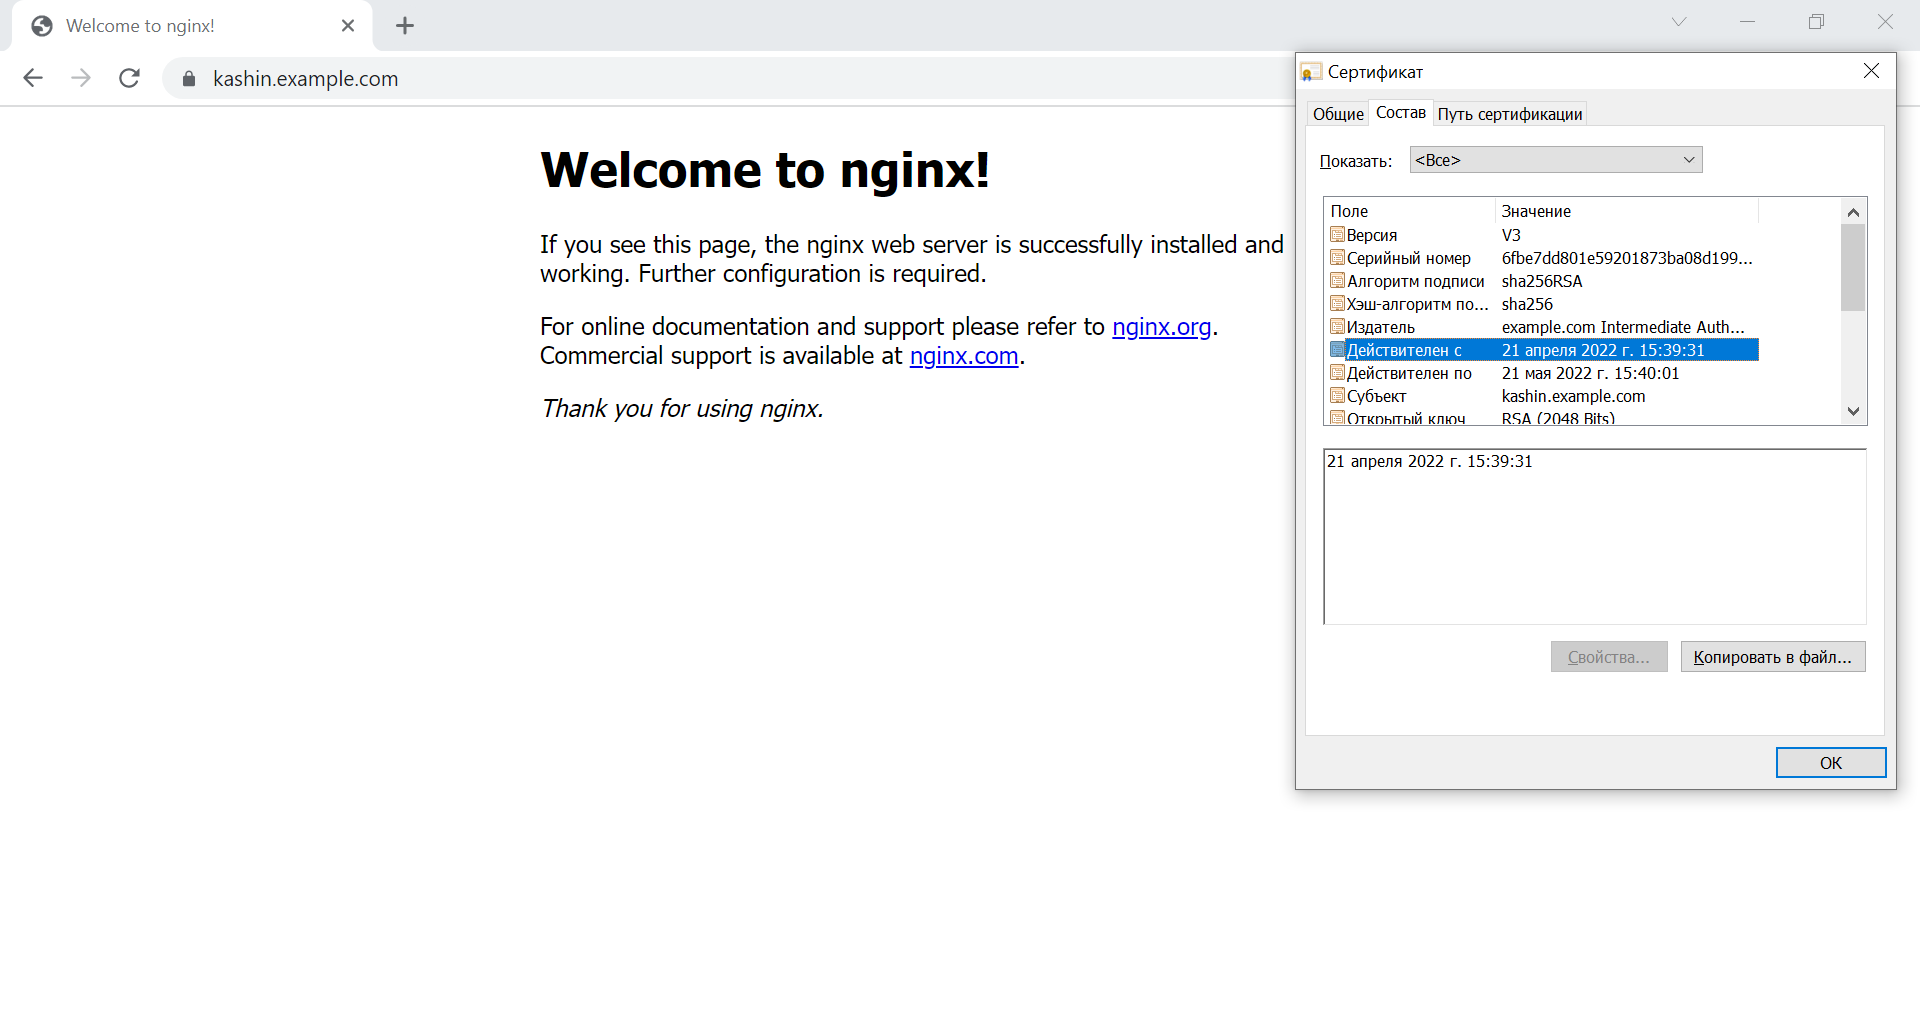 Welcome to nginx!
kashin.example.com
Welcome to nginx!
If you see this page, the nginx web server is successfully installed and
working. Further configuration is required.
For online documentation and support please refer to nginx.org.
Commercial support is available at nginx.com.
Thank you for using nginx.
Сертификат
Общие Состав Путь сертификации
Показать: <Все>
Поле Значение
Версия V3
Серийный номер 6fbe7dd801e59201873ba08d199...
Алгоритм подписи sha256RSA
Хэш-алгоритм по... sha256
Издатель example.com Intermediate Auth...
Действителен с 21 апреля 2022 г. 15:39:31
Действителен по 21 мая 2022 г. 15:40:01
Субъект kashin.example.com
Открытый ключ RSA (2048 Bits)
21 апреля 2022 г. 15:39:31
Свойства... Копировать в файл...
ОК